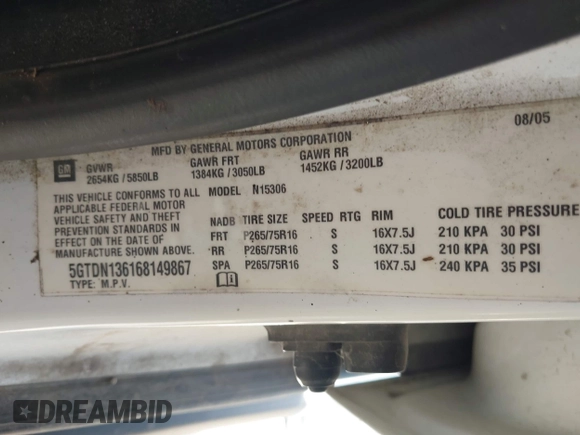 08/05
MFD BY GENERAL MOTORS CORPORATION
GM GVWR GAWR FRT GAWR RR
2654KG / 5850LB 1384KG / 3050LB 1452KG / 3200LB
THIS VEHICLE CONFORMS TO ALL MODEL N15306
APPLICABLE FEDERAL MOTOR
VEHICLE SAFETY AND THEFT
PREVENTION STANDARDS IN
EFFECT ON THE DATE OF
MANUFACTURE SHOWN ABOVE.
5GTDN136168149867
TYPE: M.P.V.
NADB TIRE SIZE SPEED RTG RIM COLD TIRE PRESSURE
FRT P265/75R16 S 16X7.5J 210 KPA 30 PSI
RR P265/75R16 S 16X7.5J 210 KPA 30 PSI
SPA P265/75R16 S 16X7.5J 240 KPA 35 PSI
DREAMBID